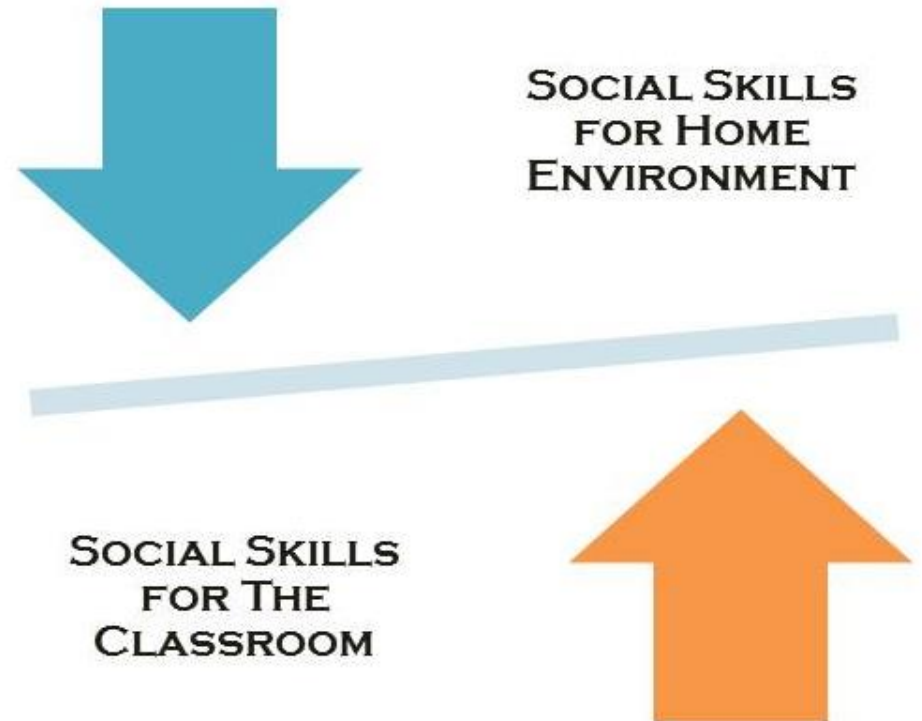 Social Skills
for Home
Environment
Social Skills
for The
Classroom